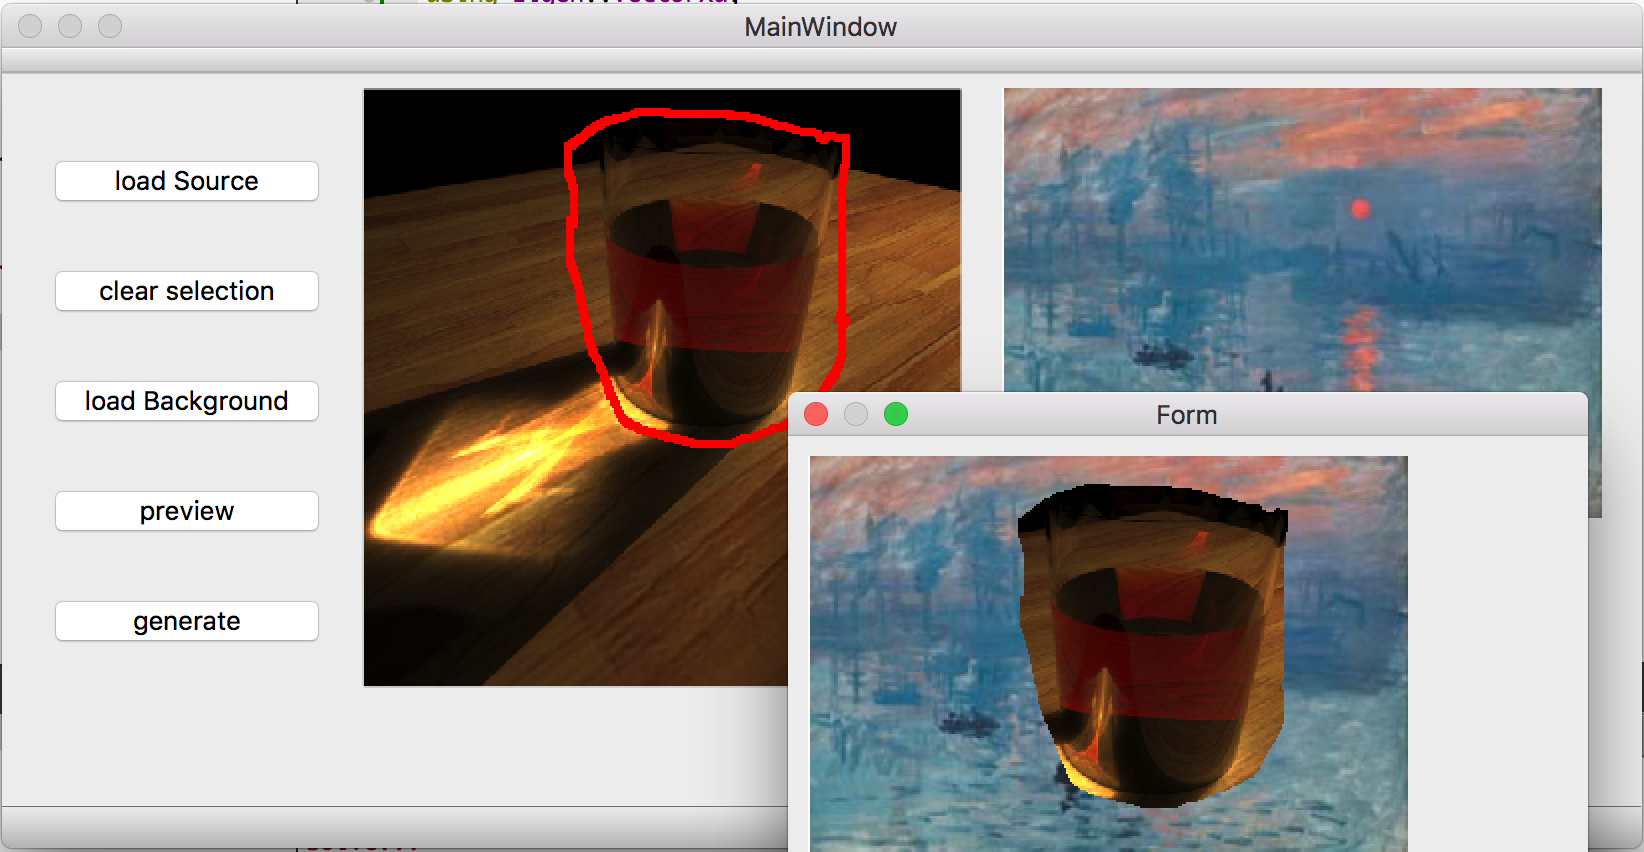 MainWindow
load Source
clear selection
load Background
preview
generate
Form